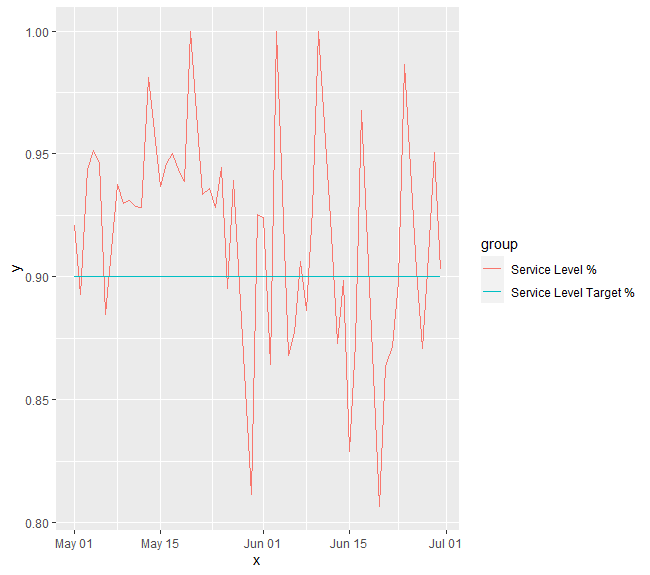 1.00
0.95
0.90
0.85
0.80
y
May 01 May 15 Jun 01 Jun 15 Jul 01
x
group
Service Level %
Service Level Target %